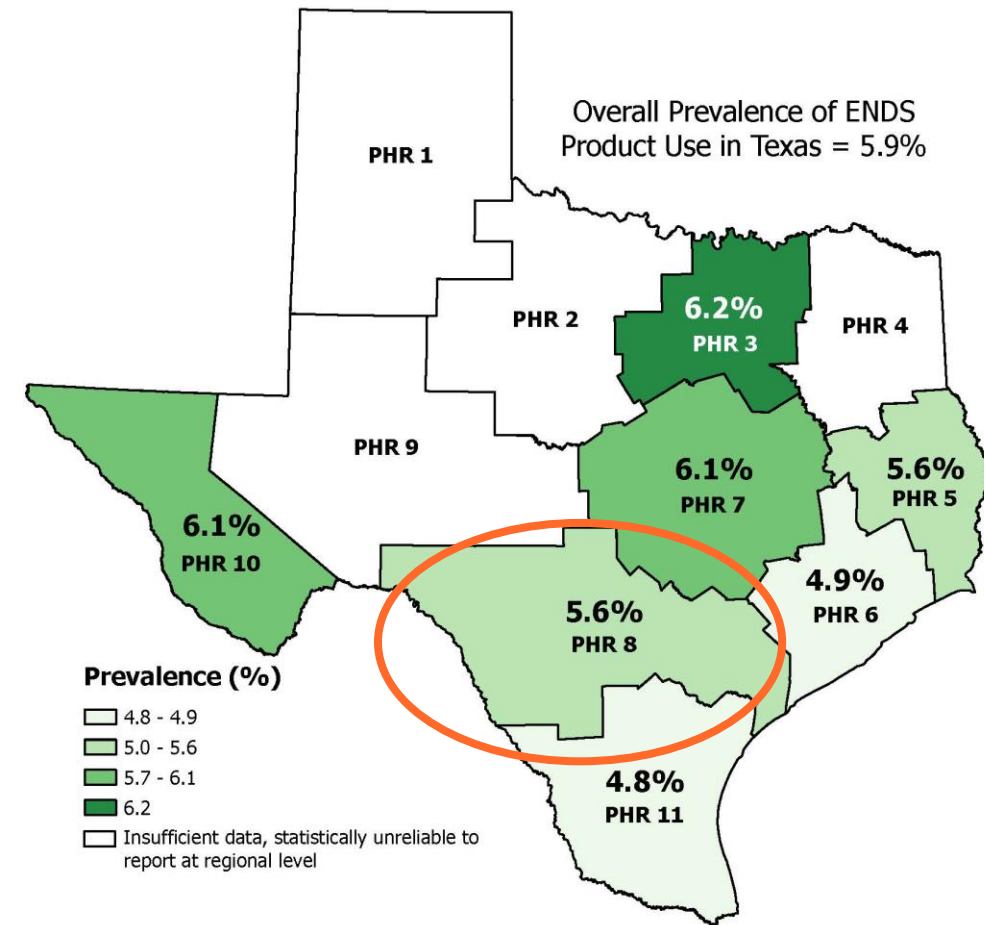 Overall Prevalence of ENDS
Product Use in Texas = 5.9%
PHR 1
PHR 2
6.2%
PHR 3
PHR 4
PHR 9
6.1%
PHR 7
5.6%
PHR 5
6.1%
PHR 10
4.9%
PHR 6
5.6%
PHR 8
4.8%
PHR 11
Prevalence (%)
4.8 - 4.9
5.0 - 5.6
5.7 - 6.1
6.2
Insufficient data, statistically unreliable to
report at regional level